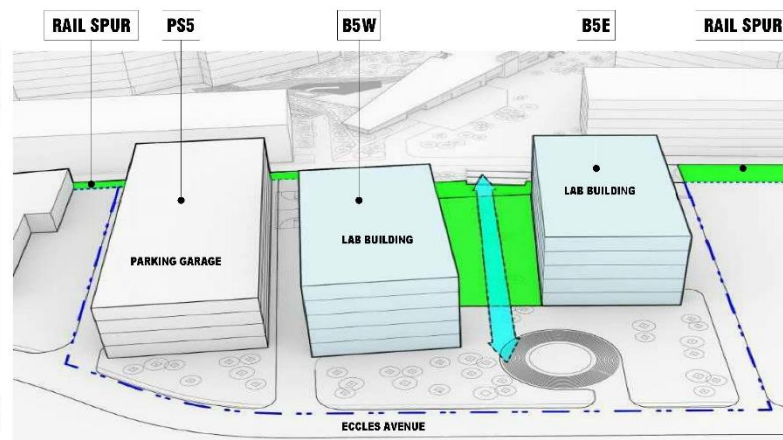 RAIL SPUR
PS5
B5W
B5E
RAIL SPUR
LAB BUILDING
LAB BUILDING
PARKING GARAGE
ECCLES AVENUE